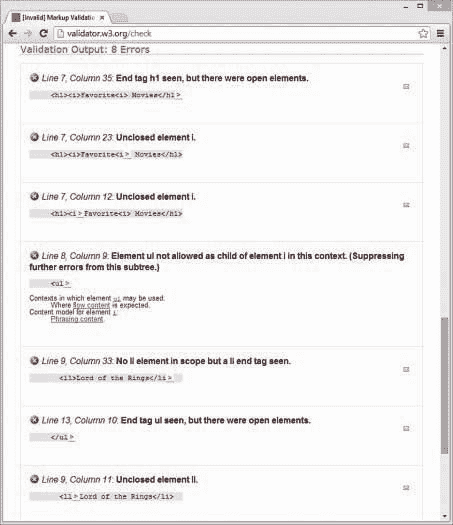 [Invalid] Markup Validatio
validator.w3.org/check
Validation Output: 8 Errors
Line 7, Column 35: End tag h1 seen, but there were open elements.
<h1><i>Favorite<i> Movies</h1>
Line 7, Column 23: Unclosed element i.
<h1><i>Favorite<i> Movies</h1>
Line 7, Column 12: Unclosed element i.
<h1><i>Favorite<i> Movies</h1>
Line 8, Column 9: Element ul not allowed as child of element i in this context. (Suppressing
further errors from this subtree.)
<ul>
Contexts in which element ul may be used:
Where flow content is expected.
Content model for element i:
Phrasing content.
Line 9, Column 33: No li element in scope but a li end tag seen.
<ll>Lord of the Rings</li>
Line 13, Column 10: End tag ul seen, but there were open elements.
</ul>
Line 9, Column 11: Unclosed element ll.
<ll>Lord of the Rings</li>